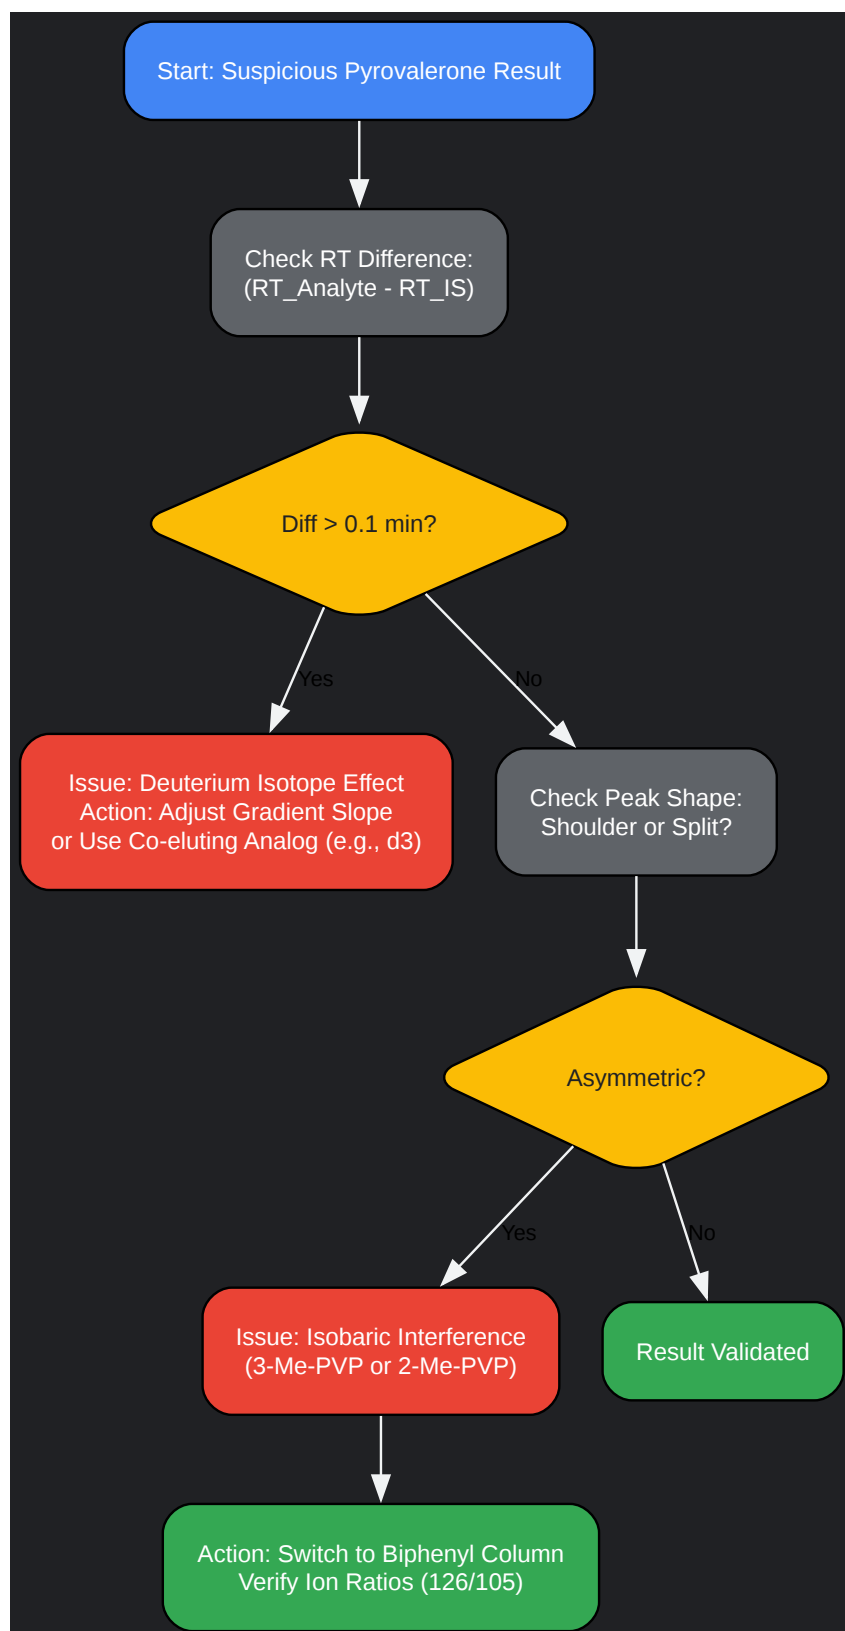 Start: Suspicious Pyrovalerone Result
Check RT Difference:
(RT_Analyte - RT_IS)
Diff > 0.1 min?
Yes
No
Issue: Deuterium Isotope Effect
Action: Adjust Gradient Slope
or Use Co-eluting Analog (e.g., d3)
Check Peak Shape:
Shoulder or Split?
Asymmetric?
Yes
No
Issue: Isobaric Interference
(3-Me-PVP or 2-Me-PVP)
Result Validated
Action: Switch to Biphenyl Column
Verify Ion Ratios (126/105)